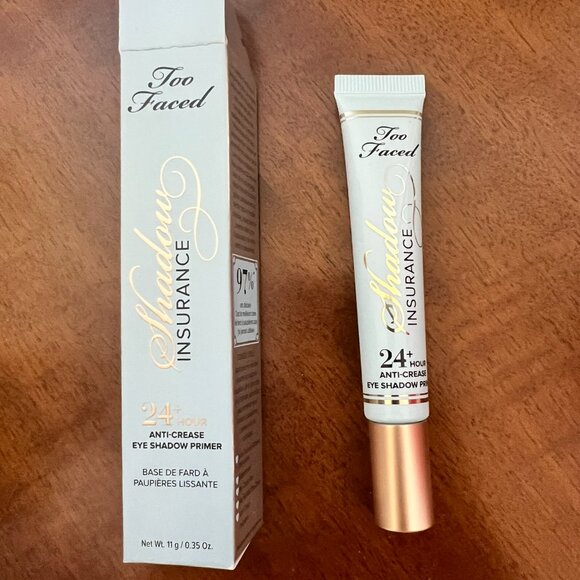 Too
Faced
Shadow
INSURANCE
24+
HOUR
ANTI-CREASE
EYE SHADOW PRIMER
BASE DE FARD À
PAUPIÈRES LISSANTE
Net Wt. 11 g / 0.35 Oz.
97%
Too
Faced
Shadow
INSURANCE
24+
HOUR
ANTI-CREASE
EYE SHADOW PRIM